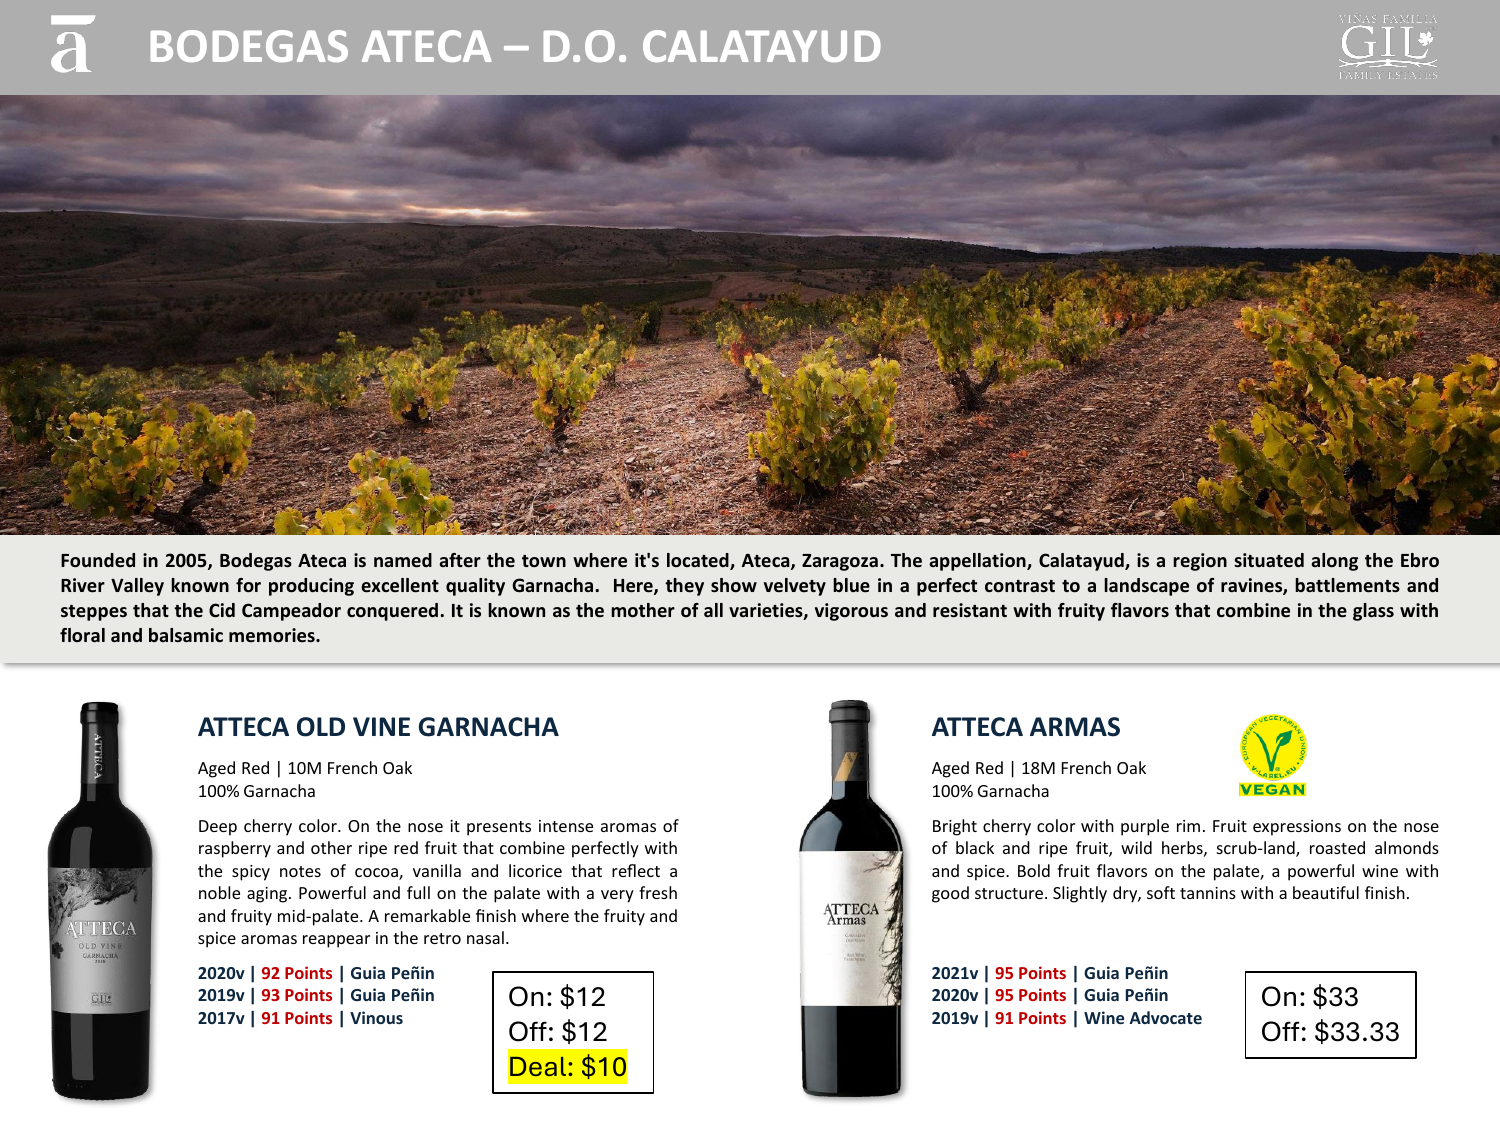 a
BODEGAS ATECA – D.O. CALATAYUD
VINAS FAMILIA
GIL
FAMILY ESTATES
Founded in 2005, Bodegas Ateca is named after the town where it's located, Ateca, Zaragoza. The appellation, Calatayud, is a region situated along the Ebro
River Valley known for producing excellent quality Garnacha. Here, they show velvety blue in a perfect contrast to a landscape of ravines, battlements and
steppes that the Cid Campeador conquered. It is known as the mother of all varieties, vigorous and resistant with fruity flavors that combine in the glass with
floral and balsamic memories.
ATTECA
ATTECA
OLD VINE
GARNACHA
GIL
ATTECA OLD VINE GARNACHA
Aged Red | 10M French Oak
100% Garnacha
Deep cherry color. On the nose it presents intense aromas of
raspberry and other ripe red fruit that combine perfectly with
the spicy notes of cocoa, vanilla and licorice that reflect a
noble aging. Powerful and full on the palate with a very fresh
and fruity mid-palate. A remarkable finish where the fruity and
spice aromas reappear in the retro nasal.
2020v | 92 Points | Guia Peñin
2019v | 93 Points | Guia Peñin
2017v | 91 Points | Vinous
On: $12
Off: $12
Deal: $10
ATTECA
Armas
ATTECA ARMAS
EUROPEAN VEGETARIAN UNION
V-LABEL.EU
VEGAN
Aged Red | 18M French Oak
100% Garnacha
Bright cherry color with purple rim. Fruit expressions on the nose
of black and ripe fruit, wild herbs, scrub-land, roasted almonds
and spice. Bold fruit flavors on the palate, a powerful wine with
good structure. Slightly dry, soft tannins with a beautiful finish.
2021v | 95 Points | Guia Peñin
2020v | 95 Points | Guia Peñin
2019v | 91 Points | Wine Advocate
On: $33
Off: $33.33